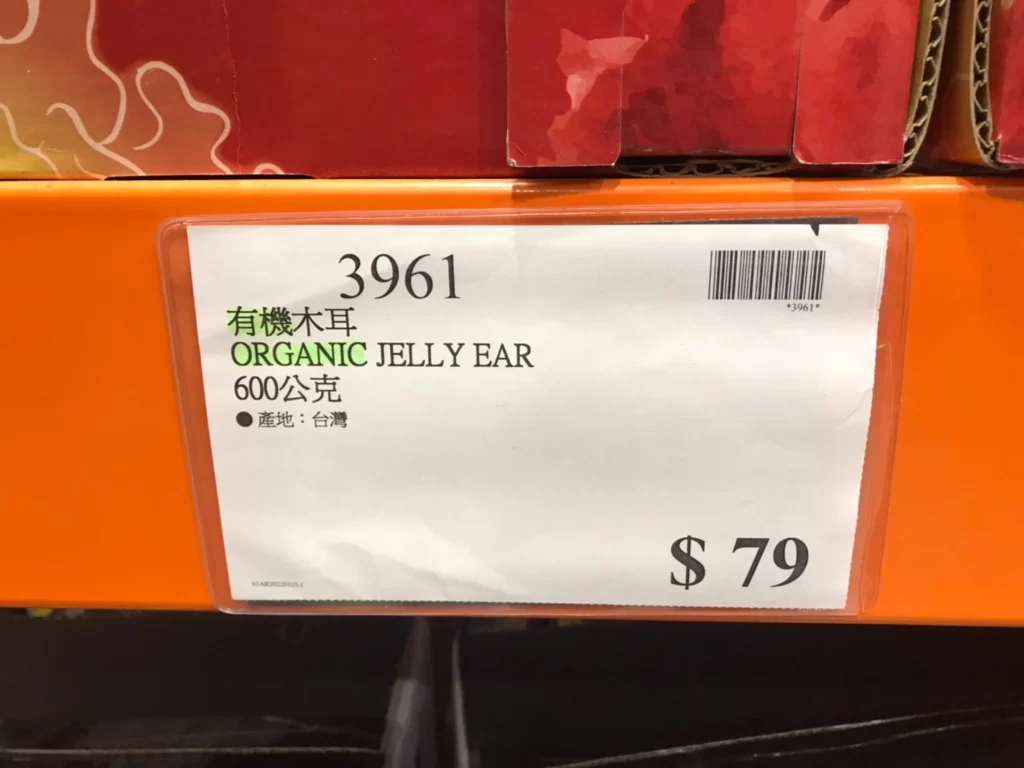 3961
*3961*
有機木耳
ORGANIC JELLY EAR
600公克
● 產地：台灣
$ 79